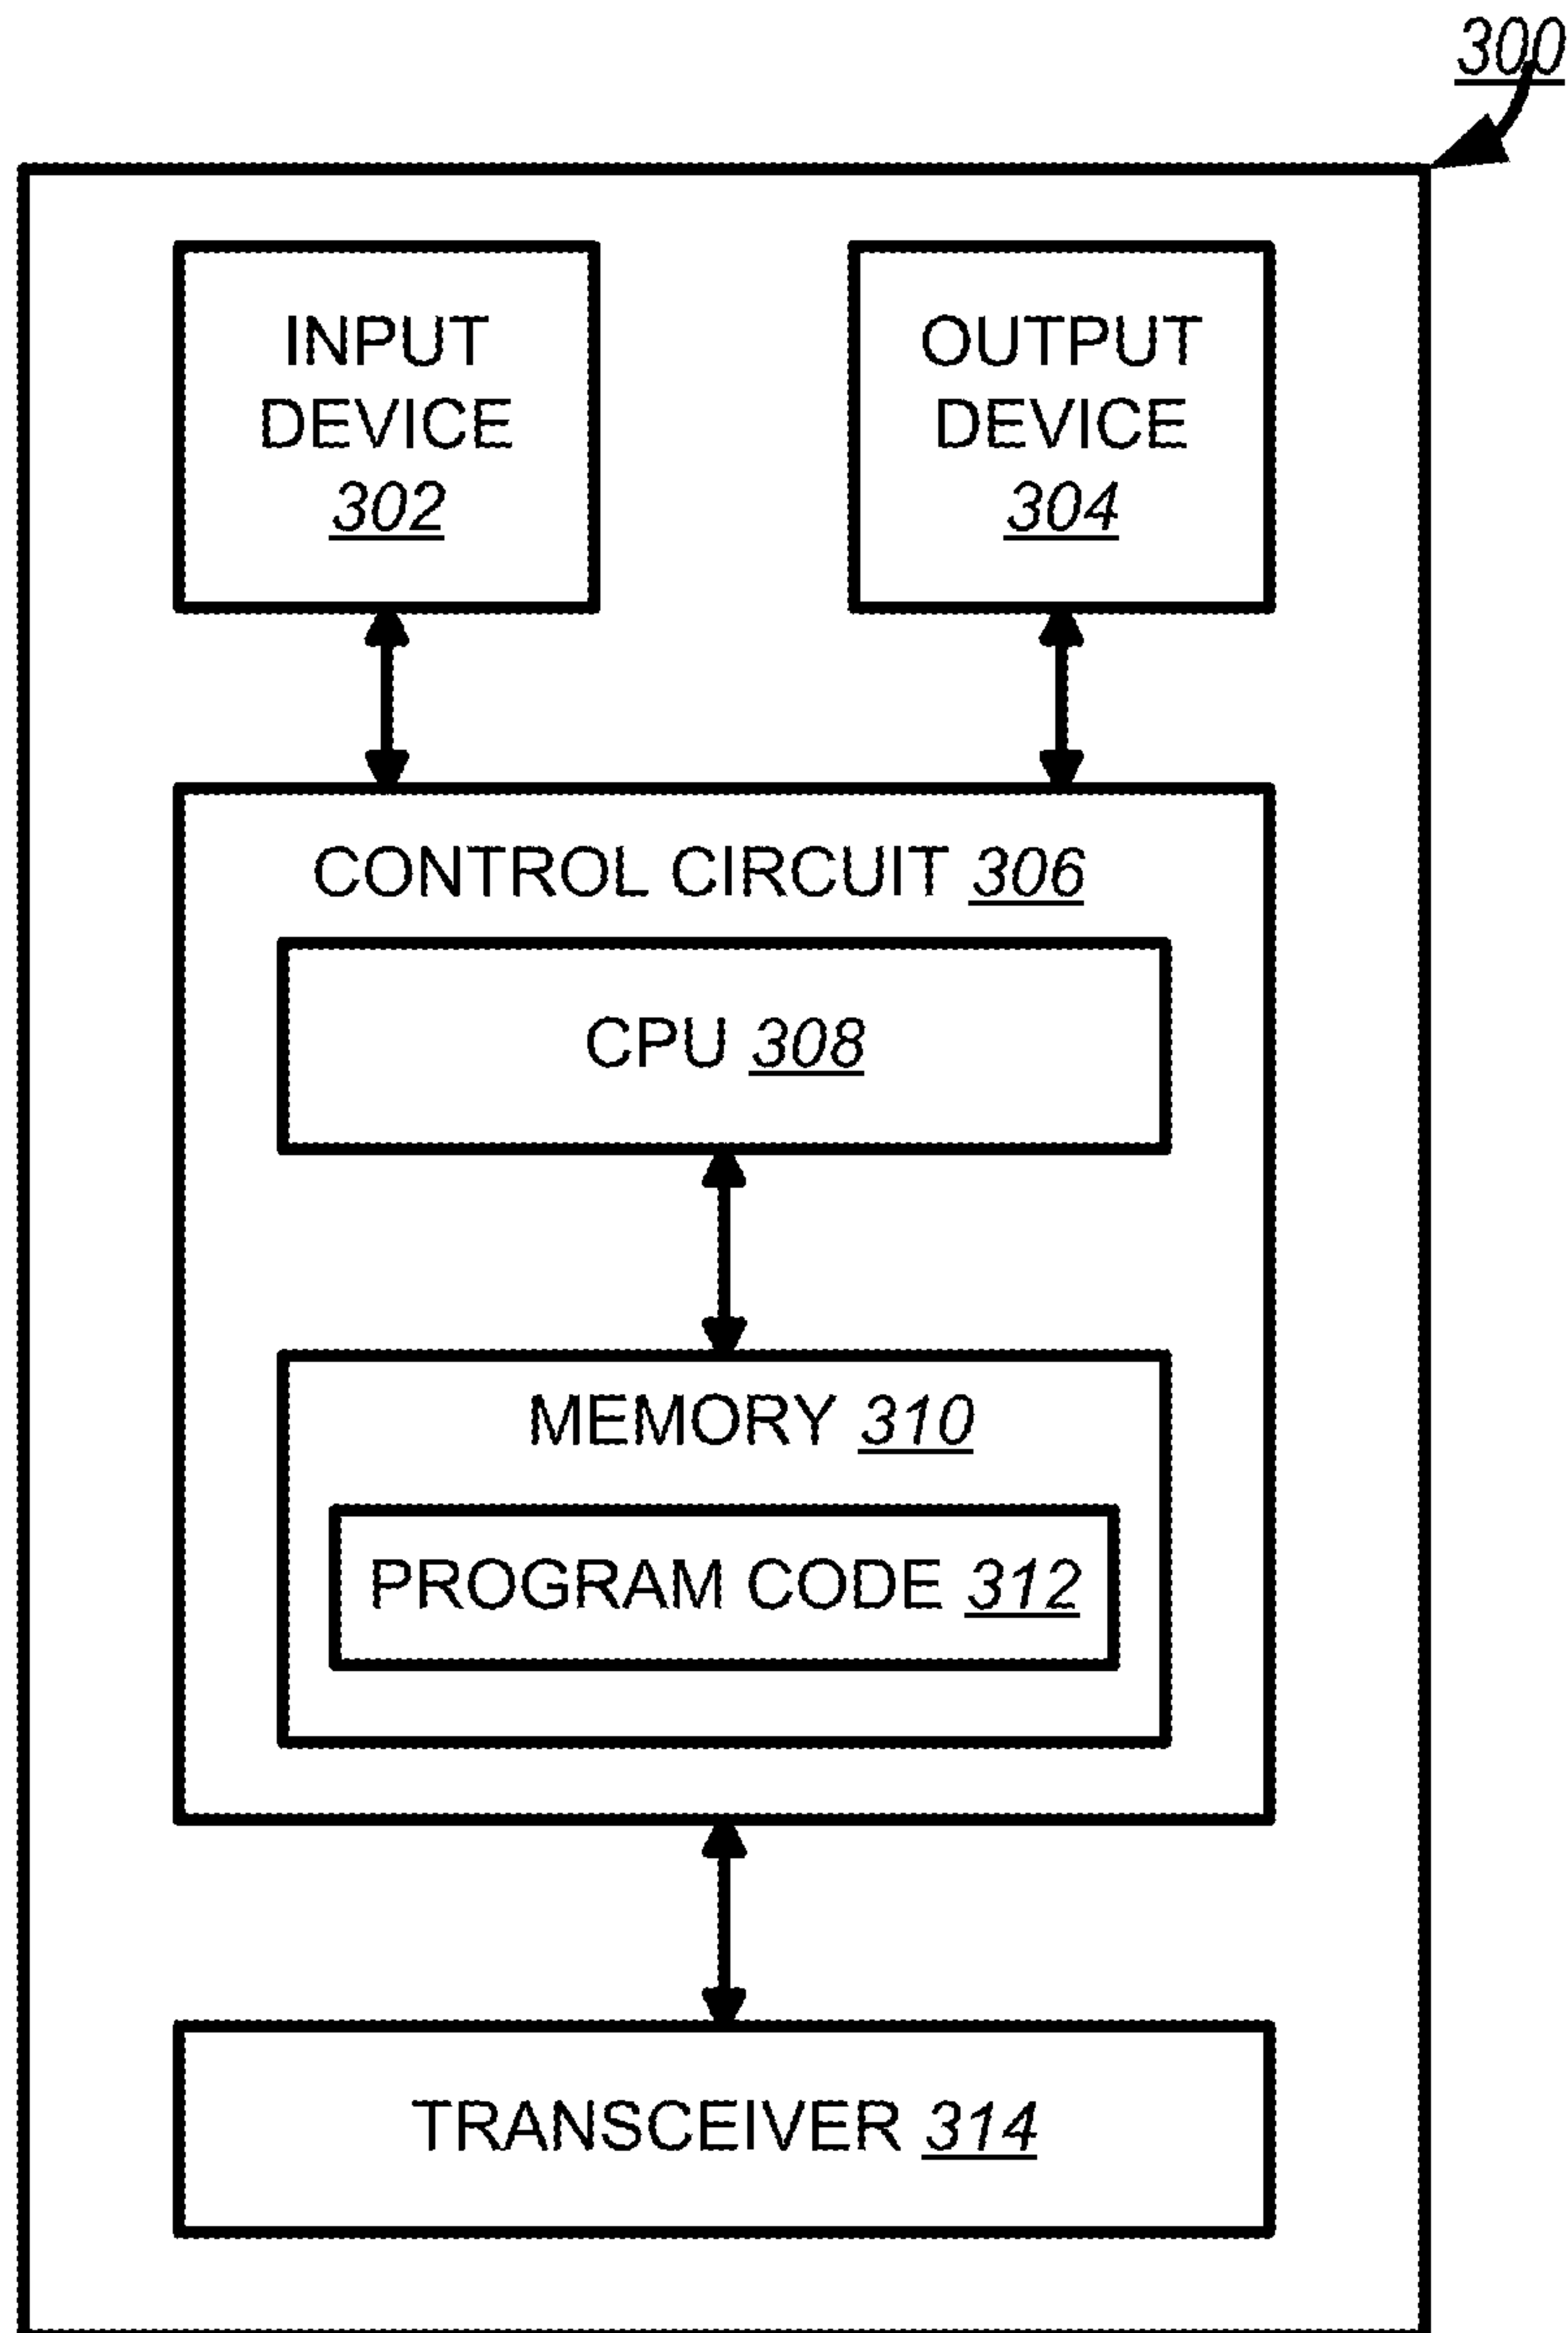 300
INPUT
DEVICE
302
OUTPUT
DEVICE
304
CONTROL CIRCUIT 306
CPU 308
MEMORY 310
PROGRAM CODE 312
TRANSCEIVER 314